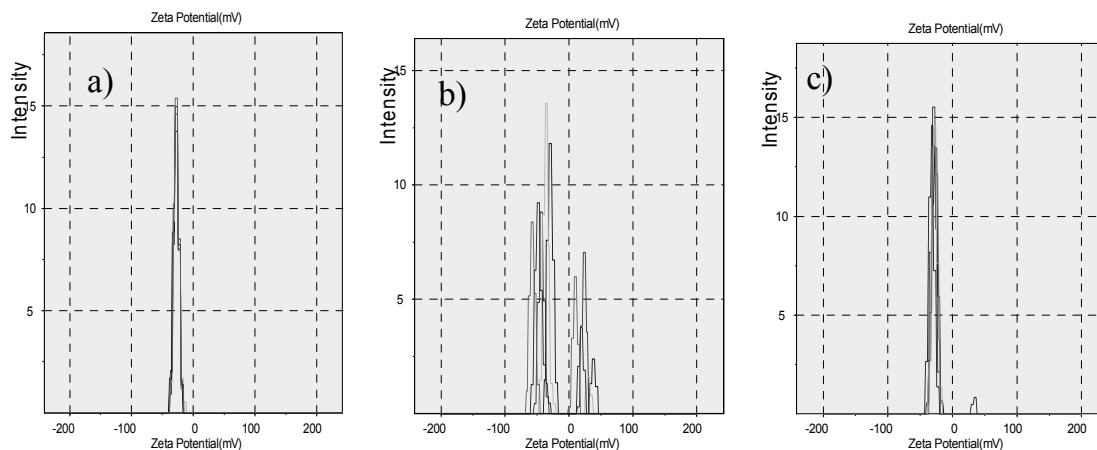 Zeta Potential(mV)
a)
Intensity
15
10
5
-200 -100 0 100 200
Zeta Potential(mV)
Zeta Potential(mV)
b)
Intensity
15
10
5
-200 -100 0 100 200
Zeta Potential(mV)
Zeta Potential(mV)
c)
Intensity
15
10
5
-200 -100 0 100 200
Zeta Potential(mV)